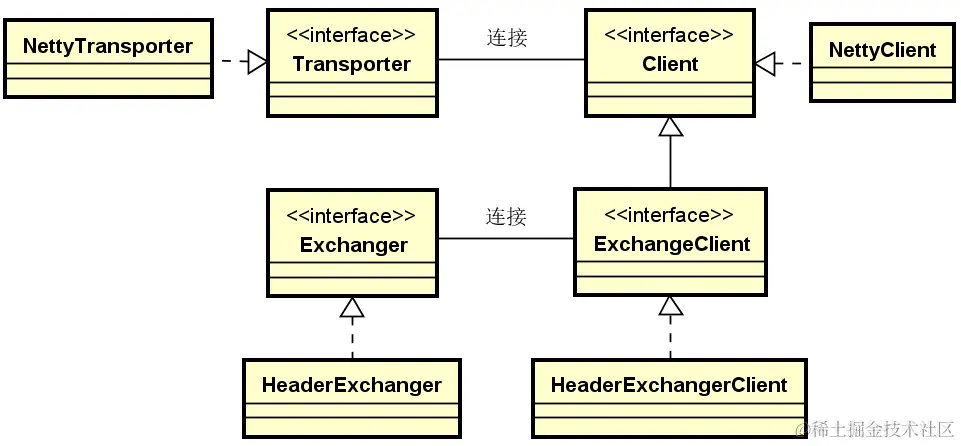 NettyTransporter
<<interface>>
Transporter
连接
<<interface>>
Client
NettyClient
<<interface>>
Exchanger
连接
<<interface>>
ExchangeClient
HeaderExchanger
HeaderExchangerClient
@稀土掘金技术社区